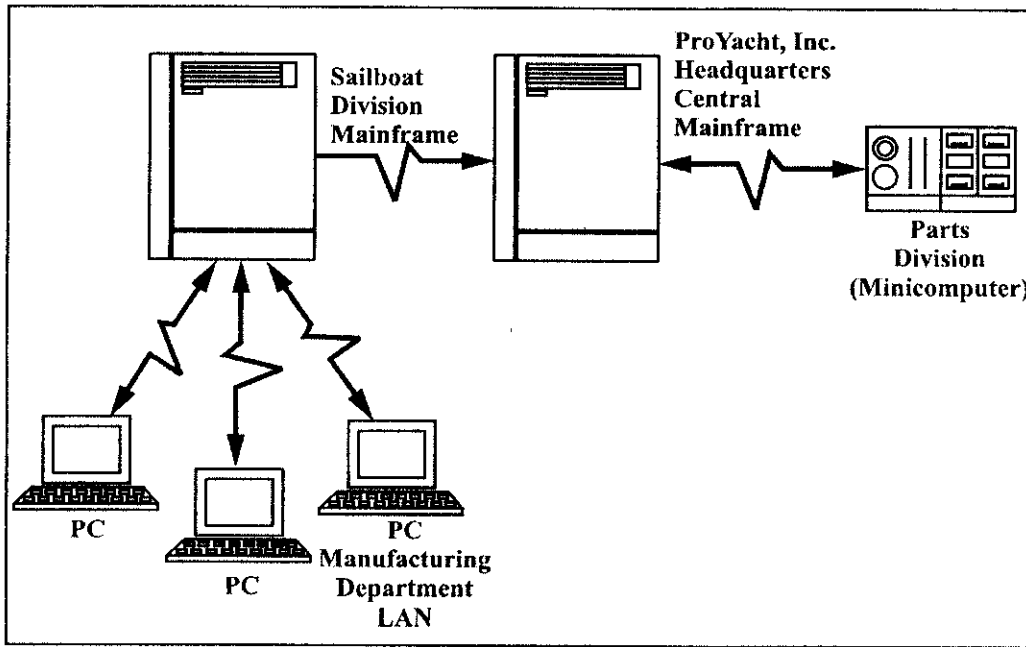 Sailboat
Division
Mainframe
ProYacht, Inc.
Headquarters
Central
Mainframe
Parts
Division
(Minicomputer)
PC
PC
PC
Manufacturing
Department
LAN